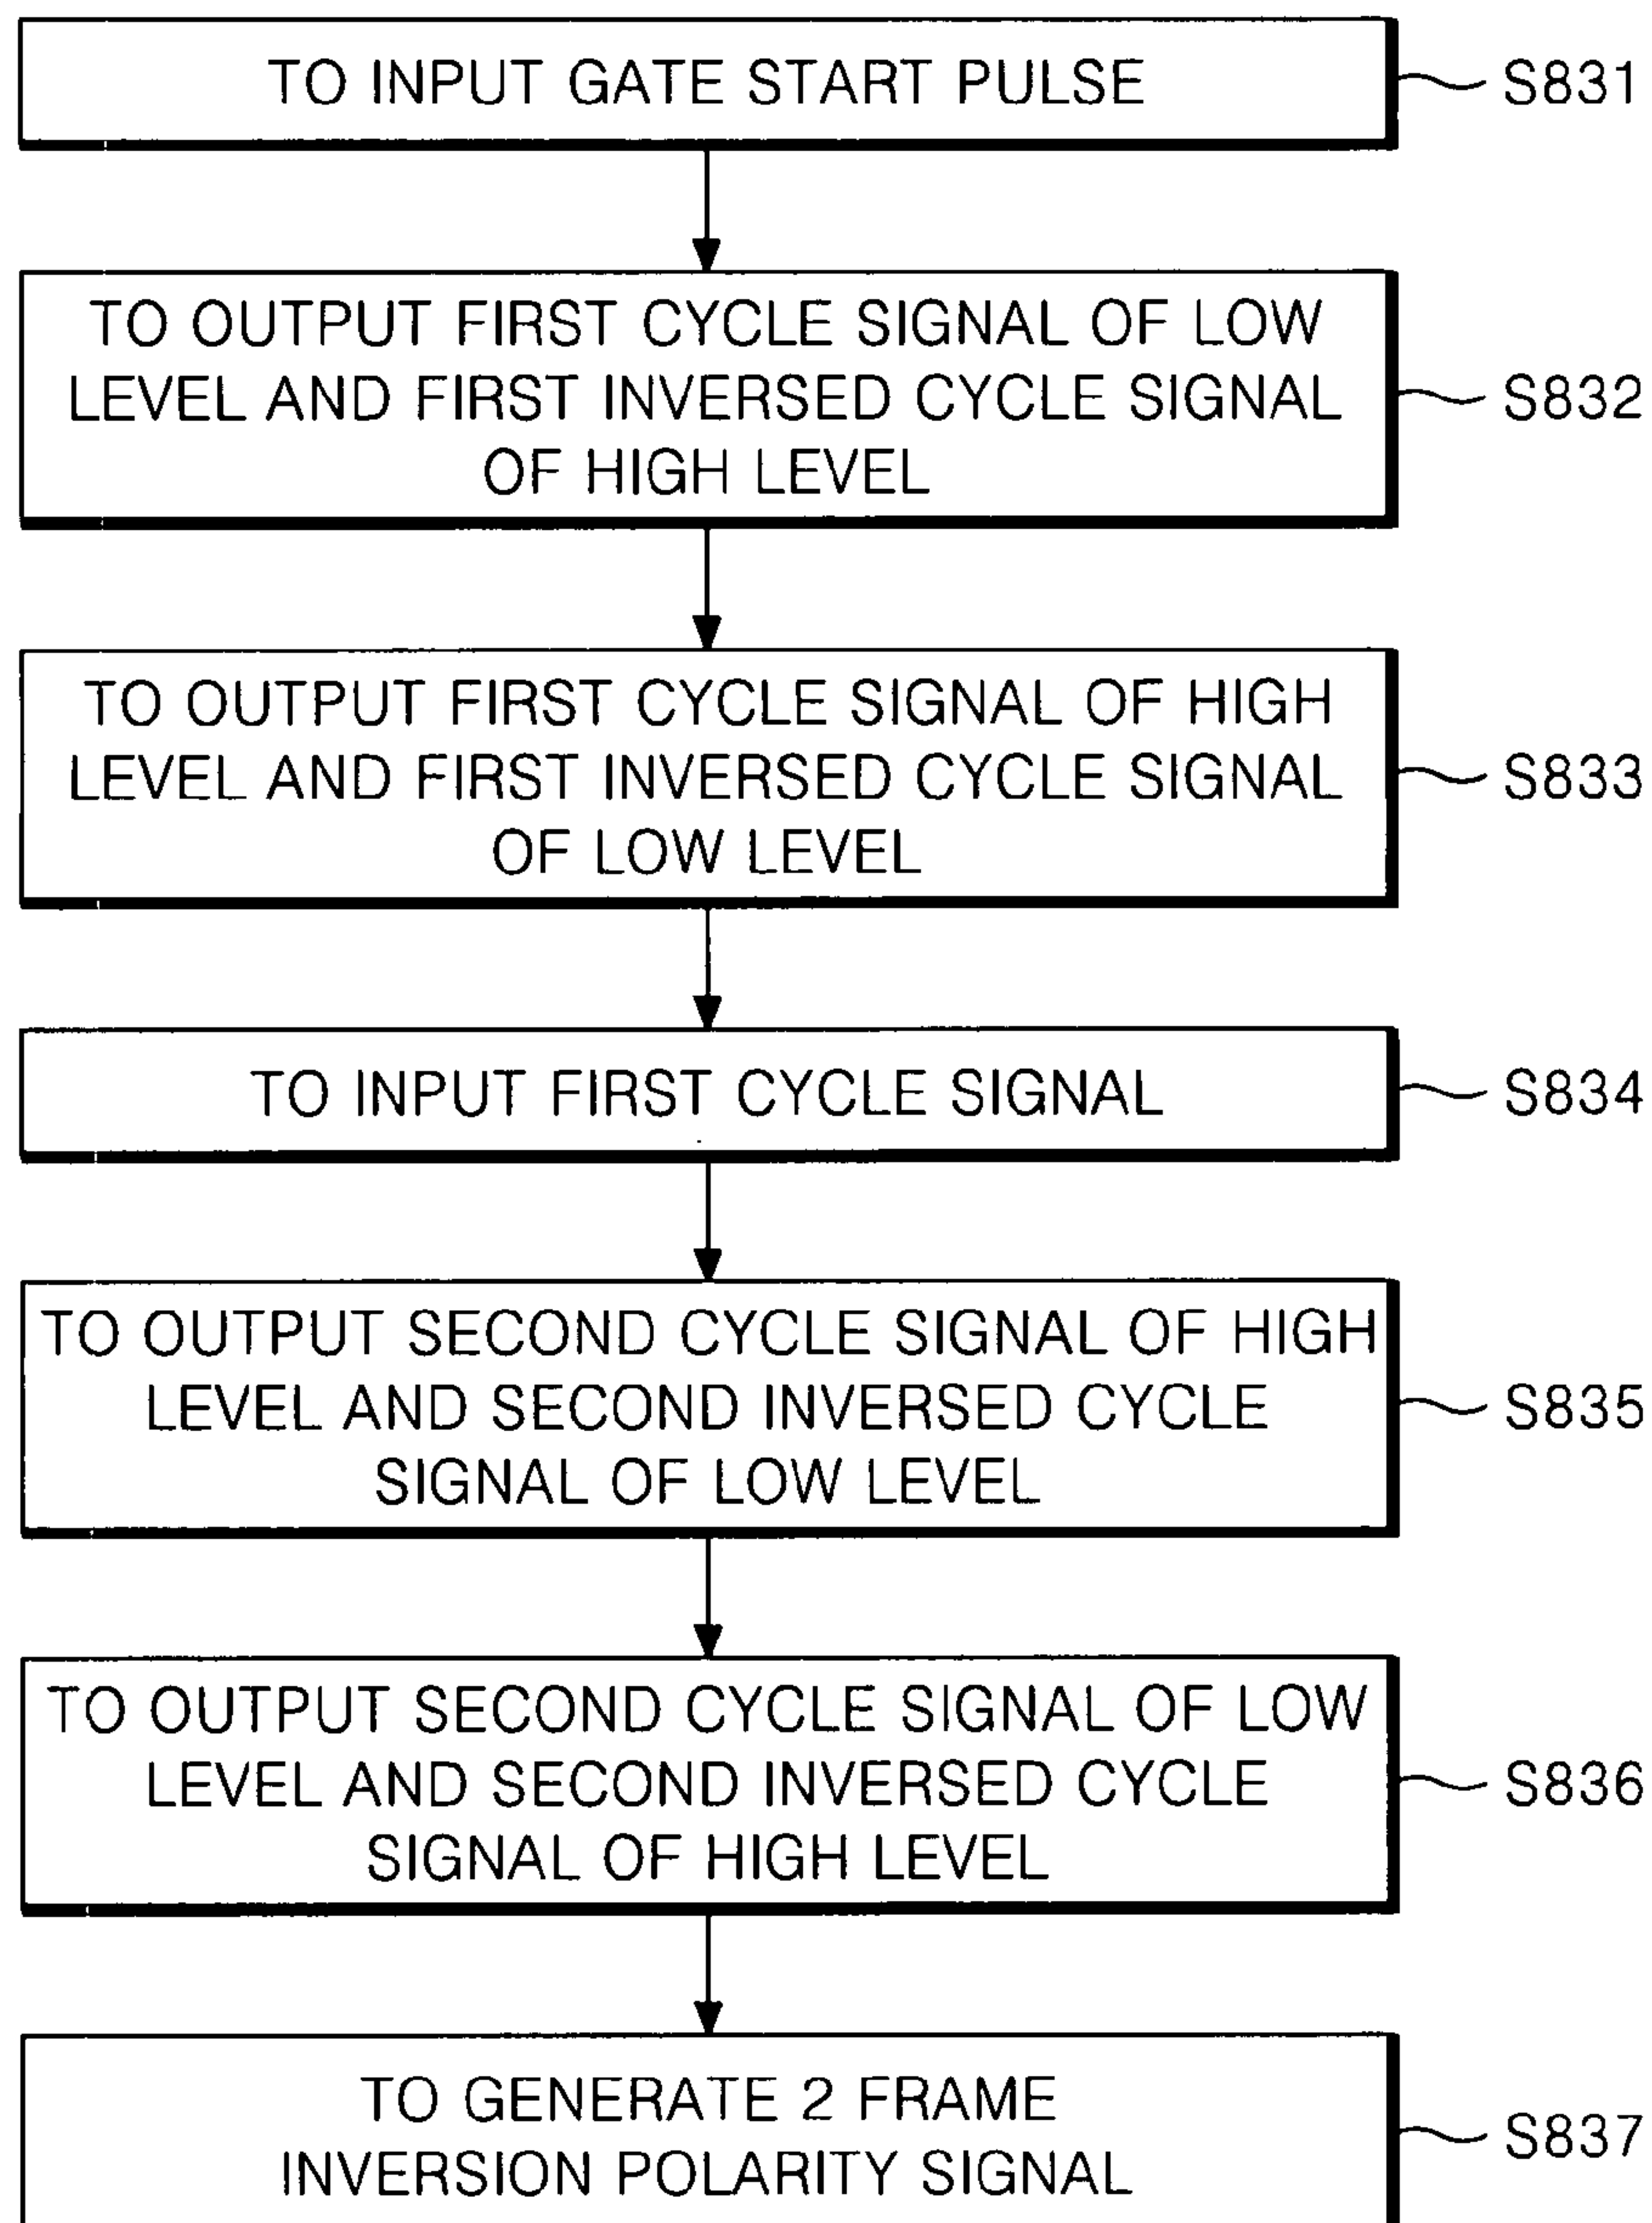 TO INPUT GATE START PULSE
S831
TO OUTPUT FIRST CYCLE SIGNAL OF LOW
LEVEL AND FIRST INVERSED CYCLE SIGNAL
OF HIGH LEVEL
S832
TO OUTPUT FIRST CYCLE SIGNAL OF HIGH
LEVEL AND FIRST INVERSED CYCLE SIGNAL
OF LOW LEVEL
S833
TO INPUT FIRST CYCLE SIGNAL
S834
TO OUTPUT SECOND CYCLE SIGNAL OF HIGH
LEVEL AND SECOND INVERSED CYCLE
SIGNAL OF LOW LEVEL
S835
TO OUTPUT SECOND CYCLE SIGNAL OF LOW
LEVEL AND SECOND INVERSED CYCLE
SIGNAL OF HIGH LEVEL
S836
TO GENERATE 2 FRAME
INVERSION POLARITY SIGNAL
S837